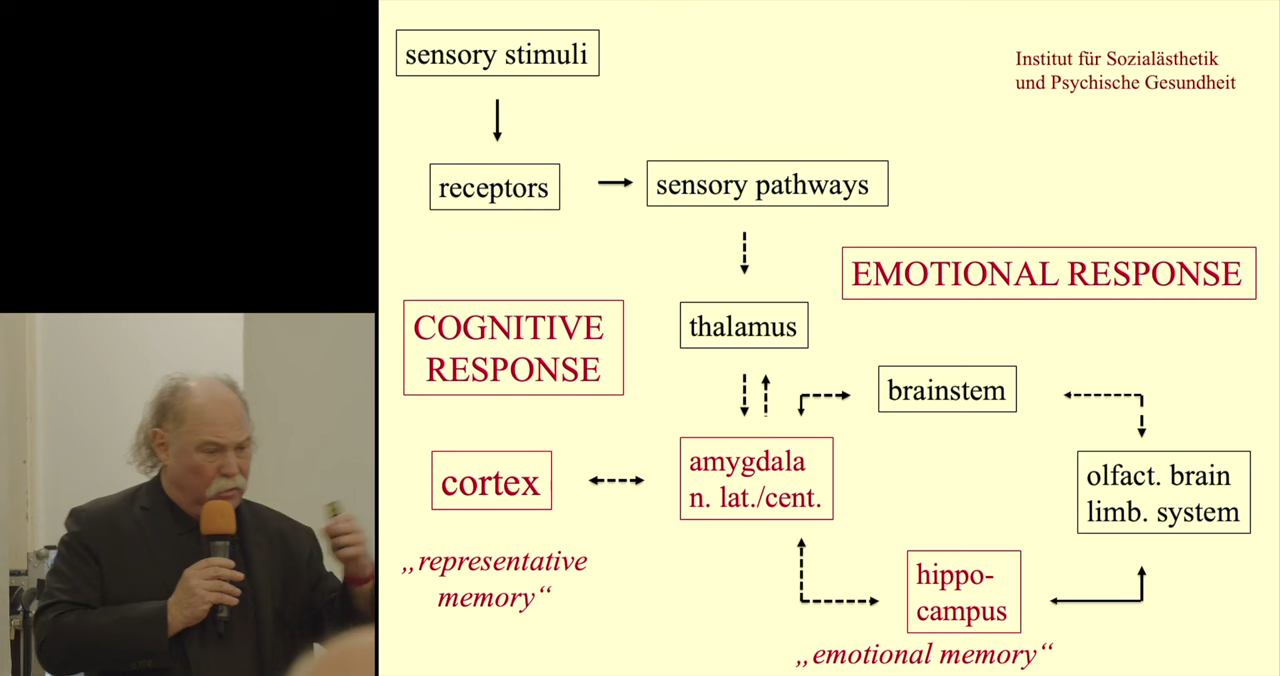 sensory stimuli
Institut für Sozialästhetik
und Psychische Gesundheit
receptors
sensory pathways
EMOTIONAL RESPONSE
COGNITIVE
RESPONSE
thalamus
brainstem
cortex
amygdala
n. lat./cent.
olfact. brain
limb. system
„representative
memory“
hippo-
campus
„emotional memory“